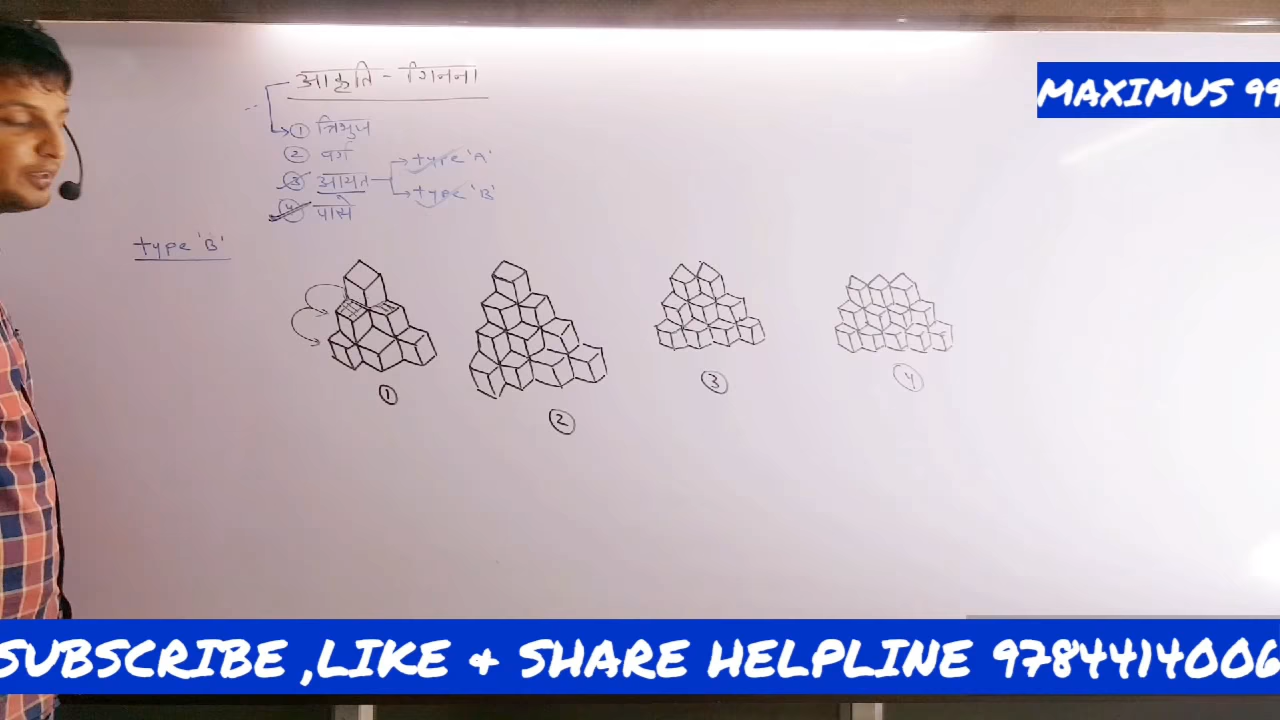 आकृति - गिनना
① त्रिभुज
② वर्ग
③ आयत
④ पासे
type 'A'
type 'B'
type 'B'
①
②
③
④
MAXIMUS 99
SUBSCRIBE ,LIKE & SHARE HELPLINE 9784414006